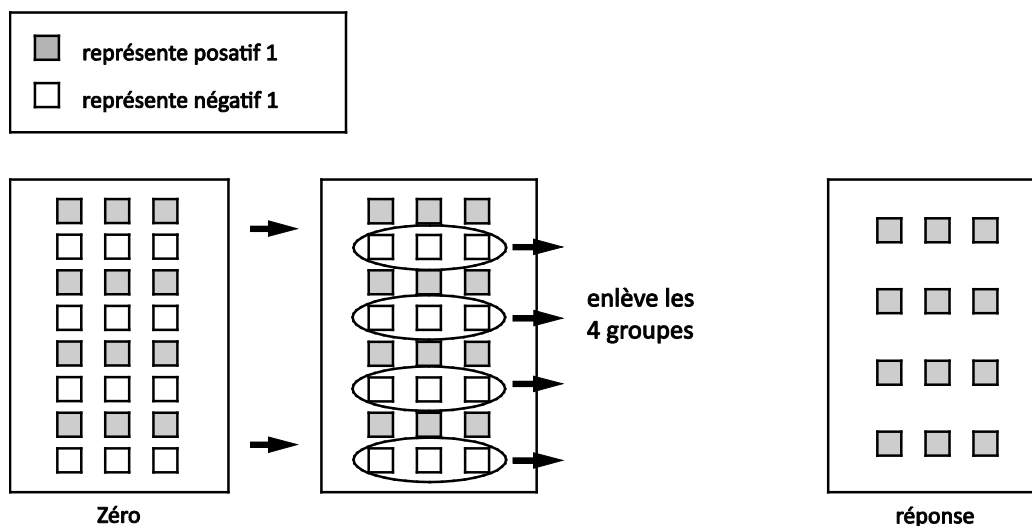 représente posatif 1
représente négatif 1
enlève les
4 groupes
Zéro
réponse